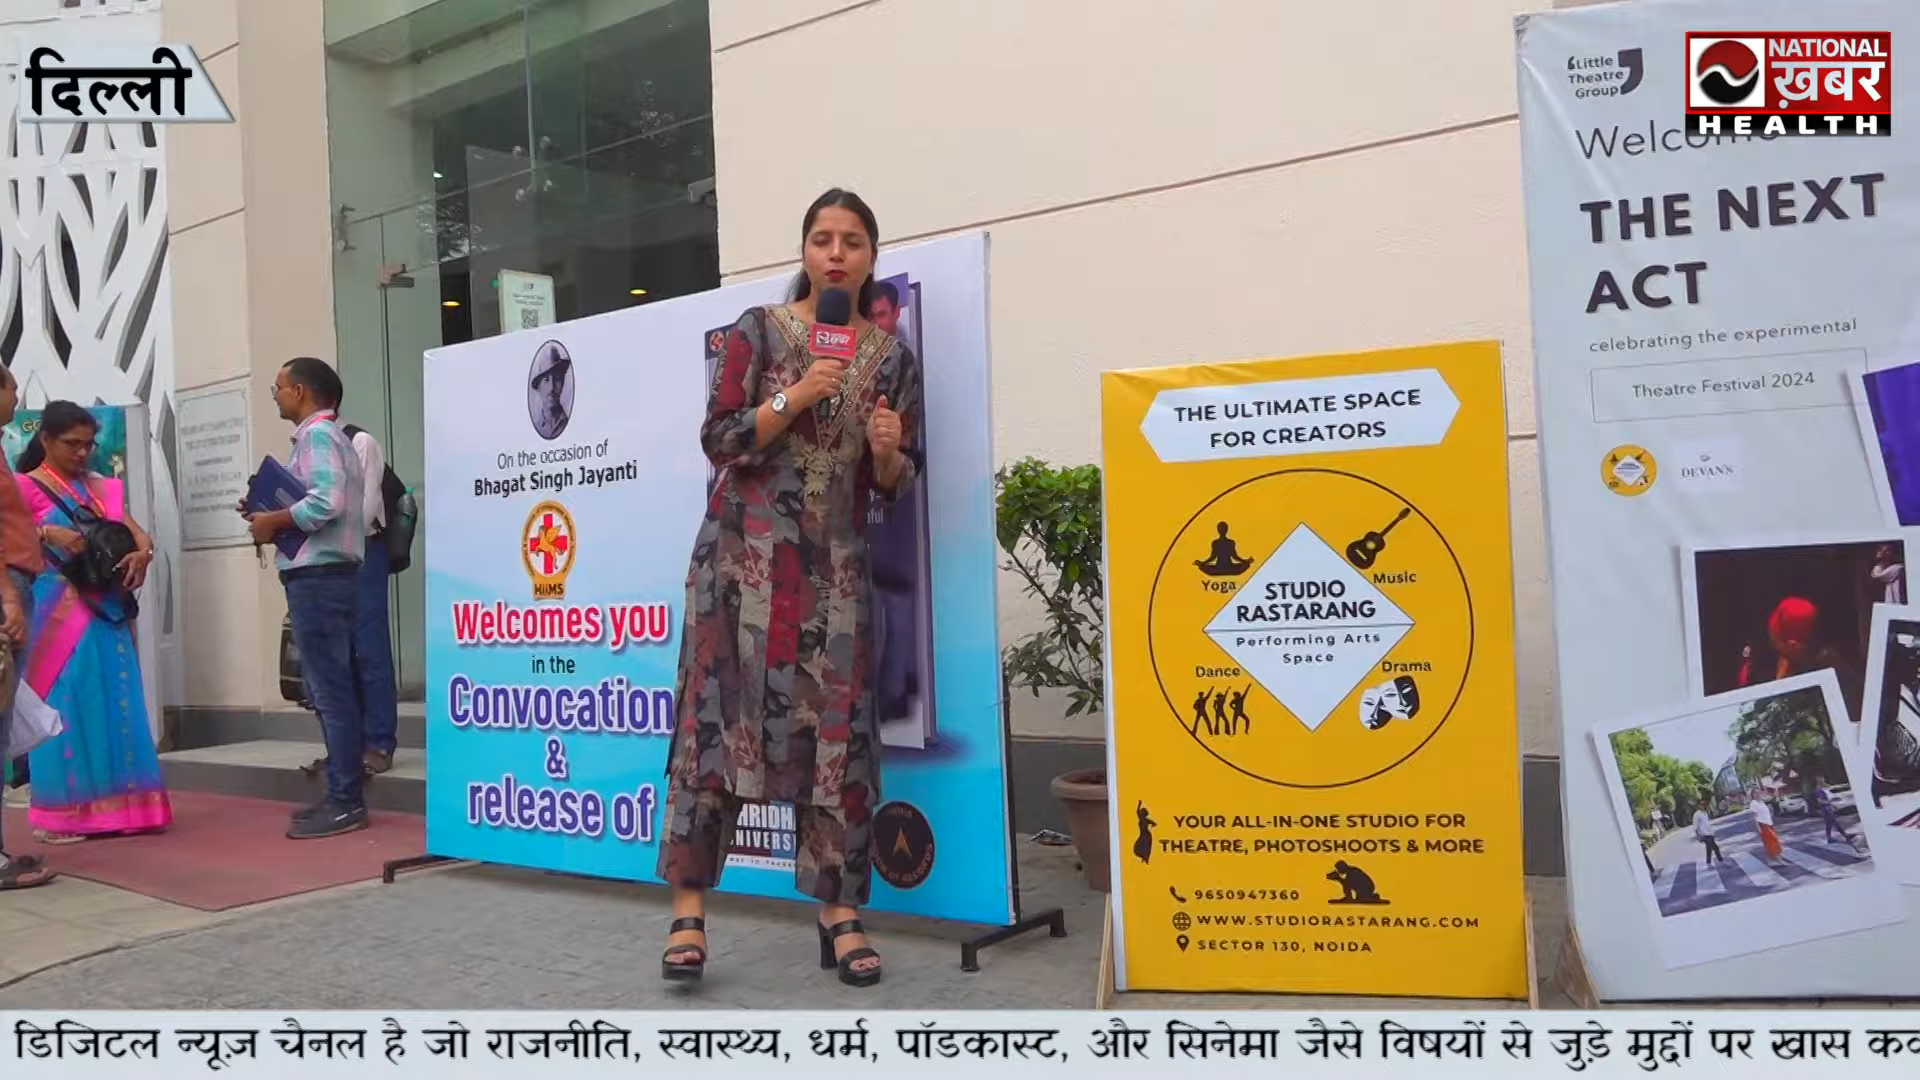 दिल्ली
NATIONAL
ख़बर
HEALTH
Little
Theatre
Group
THE NEXT
ACT
celebrating the experimental
Theatre Festival 2024
DEVAN'S
On the occasion of
Bhagat Singh Jayanti
HIIMS
Welcomes you
in the
Convocation
&
release of
THE ULTIMATE SPACE
FOR CREATORS
Yoga
Music
STUDIO
RASTARANG
Performing Arts
Space
Dance
Drama
YOUR ALL-IN-ONE STUDIO FOR
THEATRE, PHOTOSHOOTS & MORE
9650947360
WWW.STUDIORASTARANG.COM
SECTOR 130, NOIDA
डिजिटल न्यूज़ चैनल है जो राजनीति, स्वास्थ्य, धर्म, पॉडकास्ट, और सिनेमा जैसे विषयों से जुड़े मुद्दों पर खास